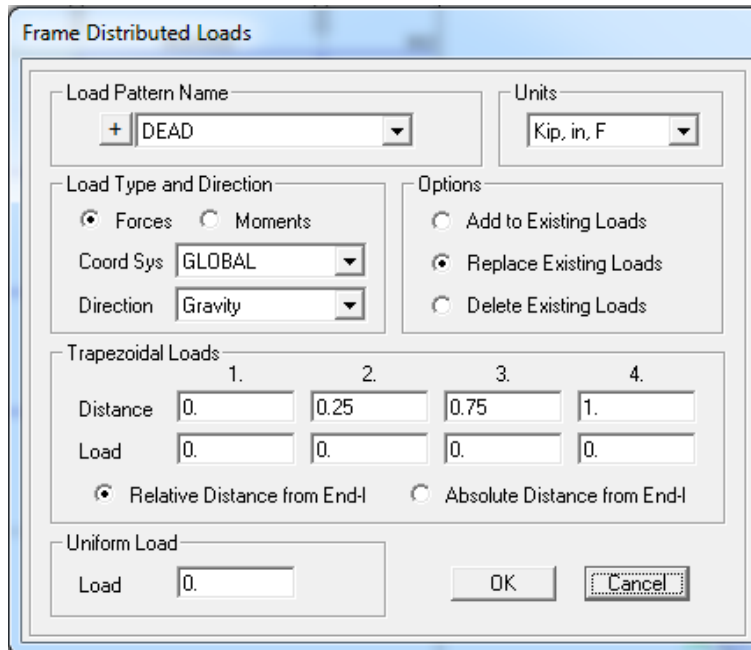 Frame Distributed Loads
Load Pattern Name
Units
+ DEAD
Kip, in, F
Load Type and Direction
Options
Forces Moments
Add to Existing Loads
Coord Sys GLOBAL
Replace Existing Loads
Direction Gravity
Delete Existing Loads
Trapezoidal Loads
1. 2. 3. 4.
Distance 0. 0.25 0.75 1.
Load 0. 0. 0. 0.
Relative Distance from End-I Absolute Distance from End-I
Uniform Load
Load 0.
OK Cancel